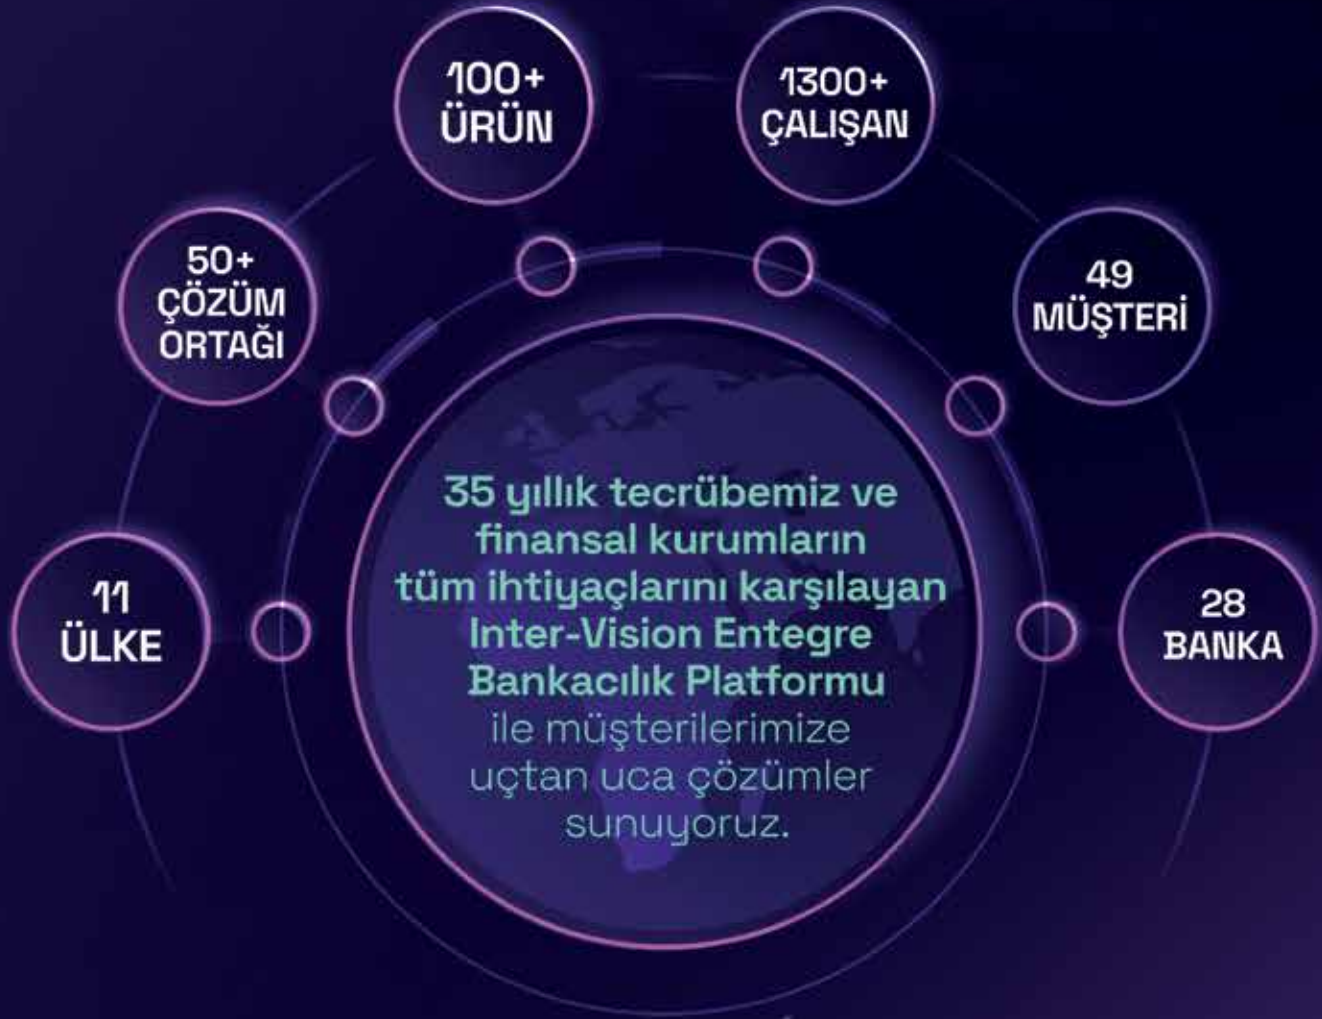 100+
ÜRÜN
1300+
ÇALIŞAN
50+
ÇÖZÜM
ORTAĞI
49
MÜŞTERİ
11
ÜLKE
28
BANKA
35 yıllık tecrübemiz ve
finansal kurumların
tüm ihtiyaçlarını karşılayan
Inter-Vision Entegre
Bankacılık Platformu
ile müşterilerimize
uçtan uca çözümler
sunuyoruz.